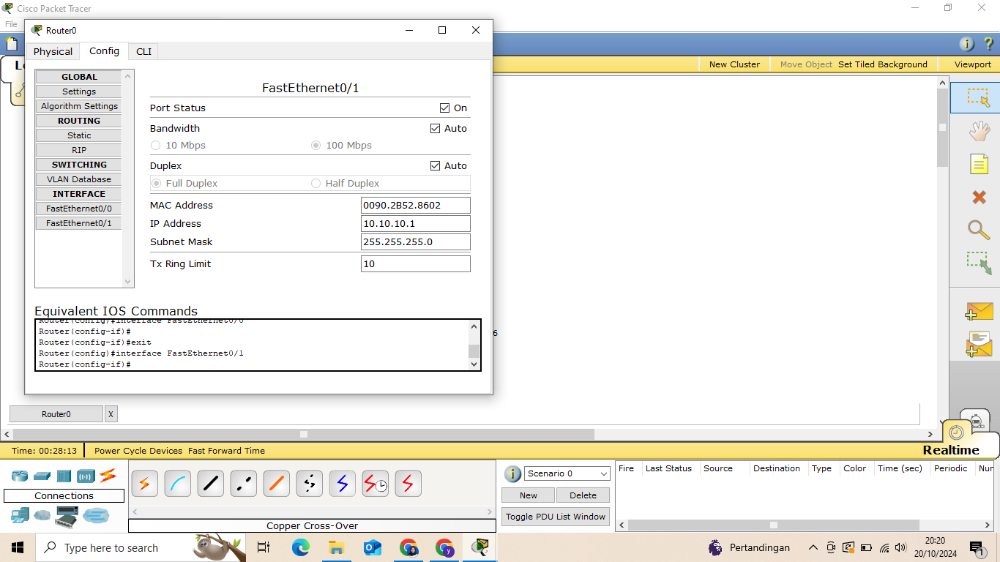 Cisco Packet Tracer
File
Router0
Physical Config CLI
New Cluster Move Object Set Tiled Background Viewport
GLOBAL
Settings
Algorithm Settings
ROUTING
Static
RIP
SWITCHING
VLAN Database
INTERFACE
FastEthernet0/0
FastEthernet0/1
FastEthernet0/1
Port Status On
Bandwidth Auto
10 Mbps 100 Mbps
Duplex Auto
Full Duplex Half Duplex
MAC Address 0090.2B52.8602
IP Address 10.10.10.1
Subnet Mask 255.255.255.0
Tx Ring Limit 10
Equivalent IOS Commands
Router(config)#interface FastEthernet0/0
Router(config-if)#
Router(config-if)#exit
Router(config)#interface FastEthernet0/1
Router(config-if)#
6
Router0 X
Time: 00:28:13 Power Cycle Devices Fast Forward Time
Realtime
Connections
Copper Cross-Over
Scenario 0
New Delete
Toggle PDU List Window
Fire Last Status Source Destination Type Color Time (sec) Periodic Num
Type here to search
Pertandingan
20:20
20/10/2024
1